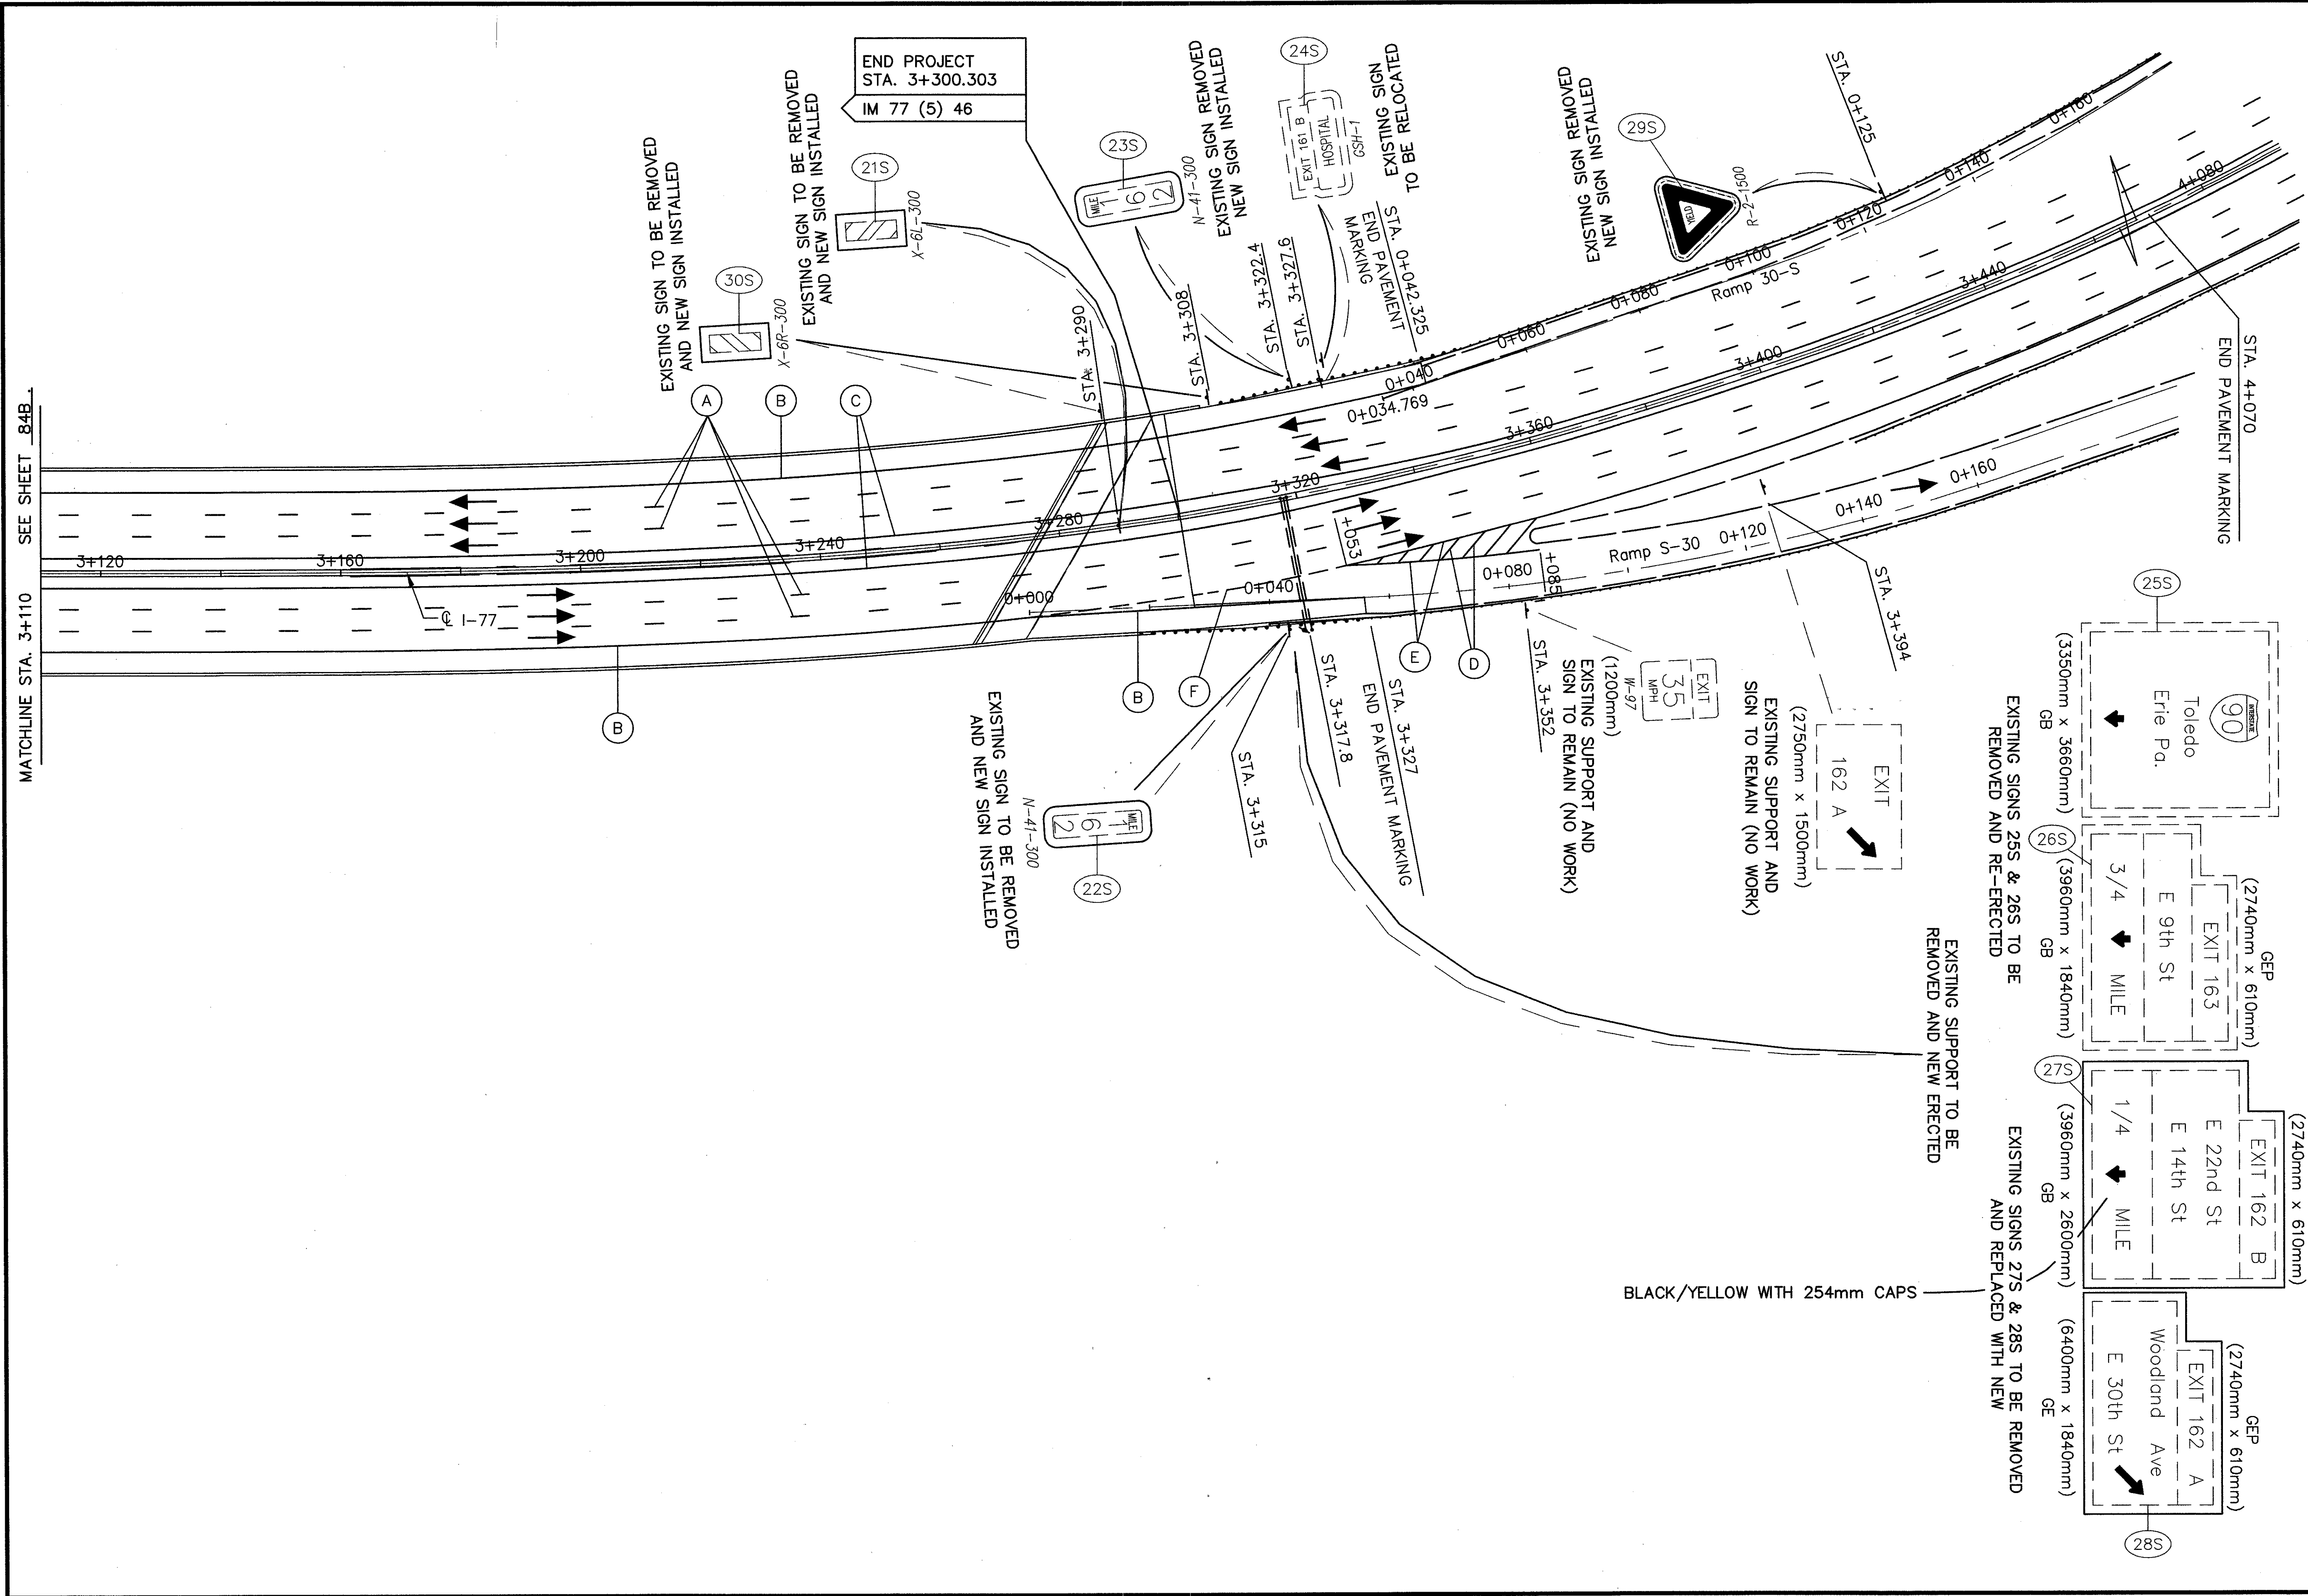 END PROJECT
STA. 3+300.303
IM 77 (5) 46
EXISTING SIGN TO BE REMOVED
AND NEW SIGN INSTALLED
30S
X-6R-300
EXISTING SIGN TO BE REMOVED
AND NEW SIGN INSTALLED
21S
X-6L-300
23S
MILE
1
6
2
N-41-300
EXISTING SIGN REMOVED
NEW SIGN INSTALLED
24S
EXIT 161 B
HOSPITAL
GSH-1
EXISTING SIGN
TO BE RELOCATED
EXISTING SIGN REMOVED
NEW SIGN INSTALLED
29S
YIELD
R-2-1500
STA. 0+125
STA. 3+290
STA. 3+308
STA. 3+322.4
STA. 3+327.6
STA. 0+042.325
END PAVEMENT
MARKING
A
B
C
MATCHLINE STA. 3+110 SEE SHEET 84B.
3+120
3+160
3+200
3+240
3+280
3+320
3+360
3+400
3+440
4+080
0+034.769
0+040
0+060
0+080
0+100
0+120
0+140
0+160
Ramp 30-S
STA. 4+070
END PAVEMENT MARKING
℄ I-77
0+000
0+040
+053
0+080
+085
Ramp S-30
0+120
0+140
0+160
B
B
F
E
D
STA. 3+315
STA. 3+317.8
STA. 3+327
END PAVEMENT MARKING
STA. 3+352
STA. 3+394
EXISTING SIGN TO BE REMOVED
AND NEW SIGN INSTALLED
N-41-300
MILE
1
6
2
22S
EXIT
35
MPH
W-97
(1200mm)
EXISTING SUPPORT AND
SIGN TO REMAIN (NO WORK)
EXIT
162 A
(2750mm x 1500mm)
EXISTING SUPPORT AND
SIGN TO REMAIN (NO WORK)
25S
INTERSTATE
90
Toledo
Erie Pa.
(3350mm x 3660mm)
GB
EXISTING SIGNS 25S & 26S TO BE
REMOVED AND RE-ERECTED
26S
GEP
(2740mm x 610mm)
EXIT 163
E 9th St
3/4 MILE
(3960mm x 1840mm)
GB
EXISTING SUPPORT TO BE
REMOVED AND NEW ERECTED
27S
(2740mm x 610mm)
EXIT 162 B
E 22nd St
E 14th St
1/4 MILE
(3960mm x 2600mm)
GB
BLACK/YELLOW WITH 254mm CAPS
EXISTING SIGNS 27S & 28S TO BE REMOVED
AND REPLACED WITH NEW
GEP
(2740mm x 610mm)
EXIT 162 A
Woodland Ave
E 30th St
(6400mm x 1840mm)
GE
28S